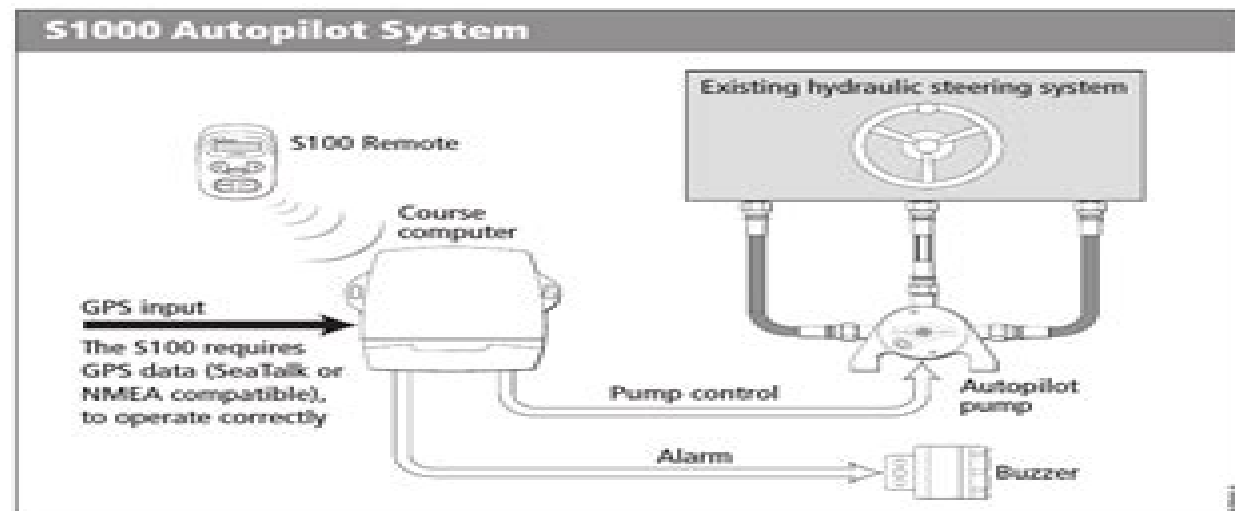 S1000 Autopilot System
Existing hydraulic steering system
S100 Remote
Course
computer
GPS input
The S100 requires
GPS data (SeaTalk or
NMEA compatible),
to operate correctly
Pump control
Autopilot
pump
Alarm
Buzzer